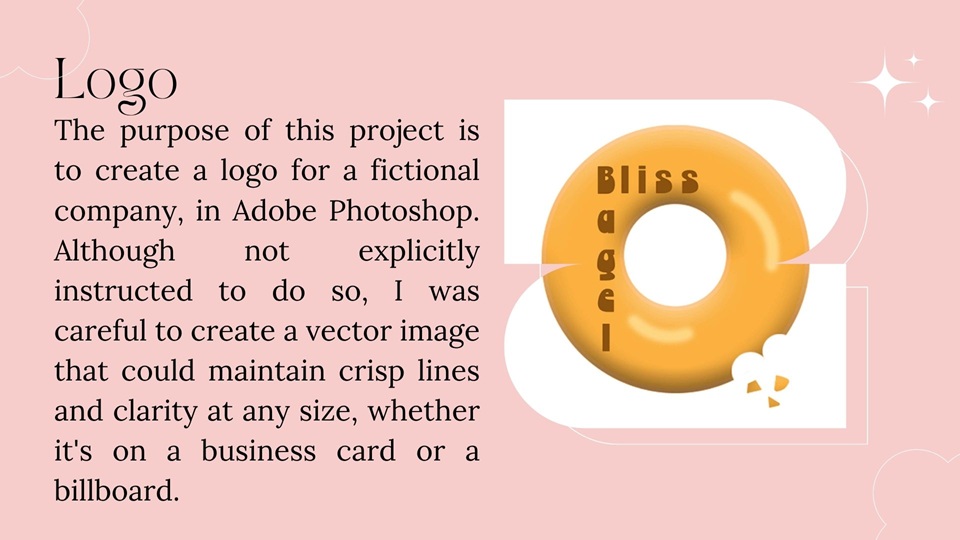 Logo
The purpose of this project is
to create a logo for a fictional
company, in Adobe Photoshop.
Although not explicitly
instructed to do so, I was
careful to create a vector image
that could maintain crisp lines
and clarity at any size, whether
it's on a business card or a
billboard.
Bliss
a
g
e
l